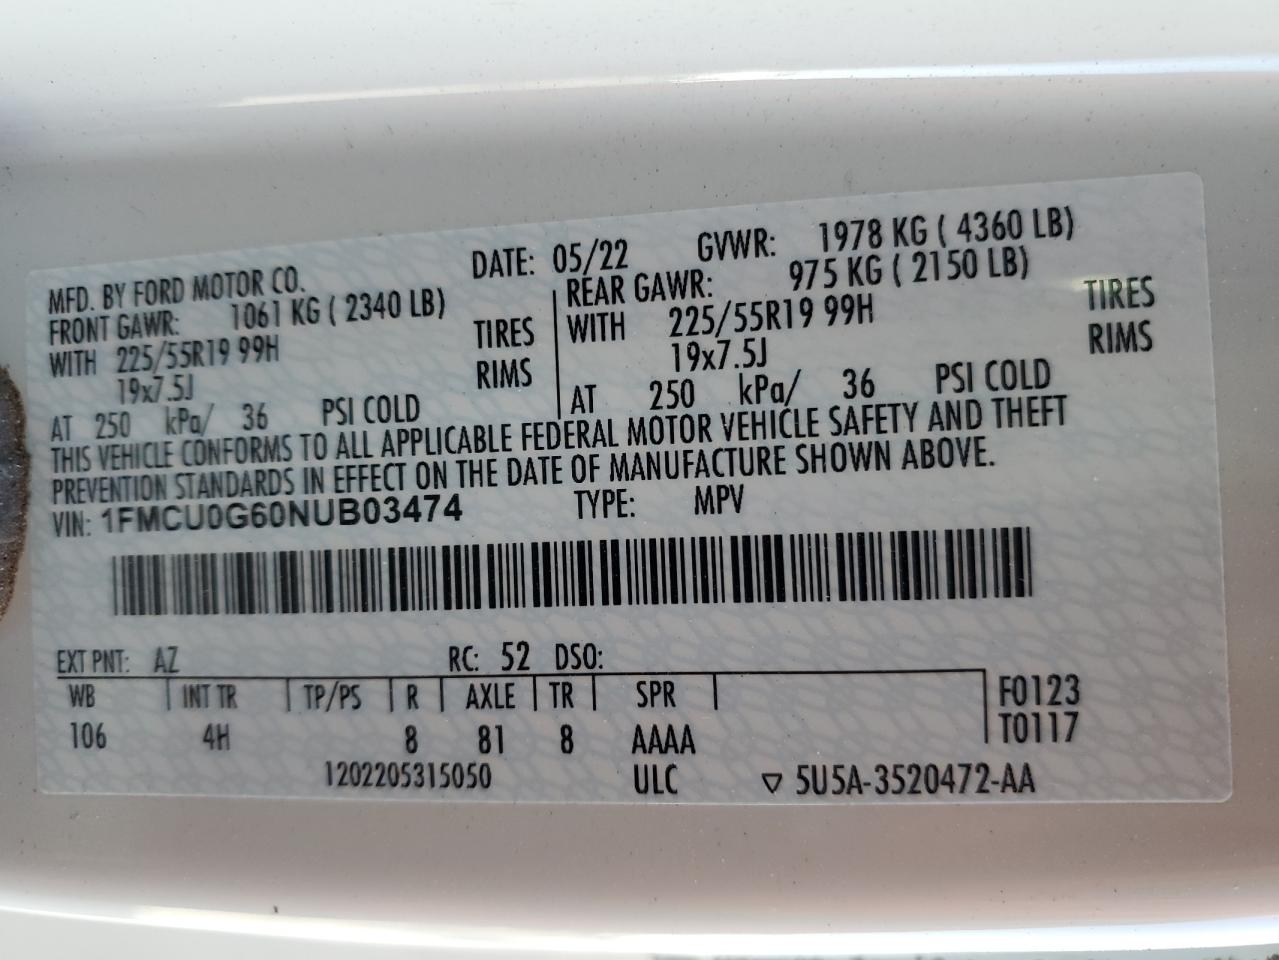 MFD. BY FORD MOTOR CO. DATE: 05/22 GVWR: 1978 KG ( 4360 LB)
FRONT GAWR: 1061 KG ( 2340 LB) REAR GAWR: 975 KG ( 2150 LB)
WITH 225/55R19 99H TIRES WITH 225/55R19 99H TIRES
19x7.5J RIMS 19x7.5J RIMS
AT 250 kPa/ 36 PSI COLD AT 250 kPa/ 36 PSI COLD
THIS VEHICLE CONFORMS TO ALL APPLICABLE FEDERAL MOTOR VEHICLE SAFETY AND THEFT
PREVENTION STANDARDS IN EFFECT ON THE DATE OF MANUFACTURE SHOWN ABOVE.
VIN: 1FMCU0G60NUB03474 TYPE: MPV
EXT PNT: AZ RC: 52 DSO:
WB INT TR TP/PS R AXLE TR SPR F0123
106 4H 8 81 8 AAAA T0117
1202205315050 ULC ▽ 5U5A-3520472-AA